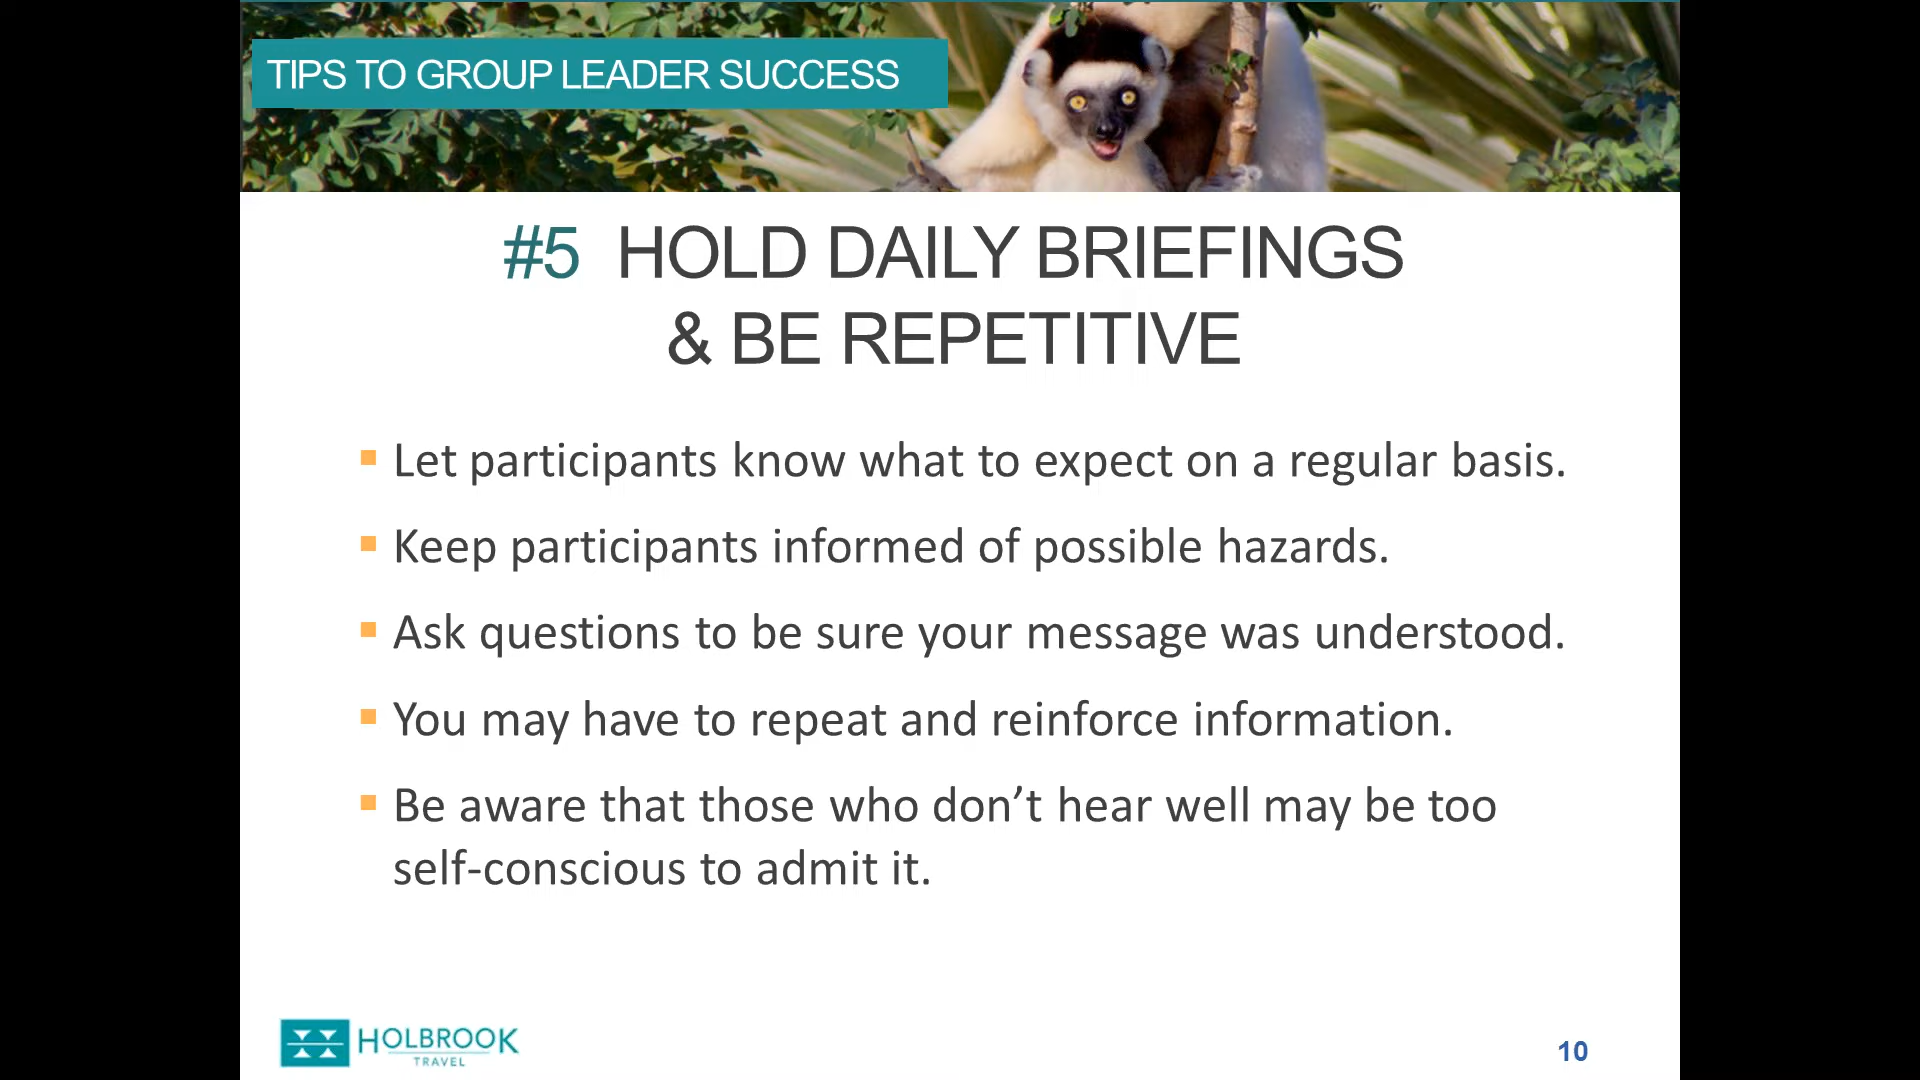 TIPS TO GROUP LEADER SUCCESS
#5 HOLD DAILY BRIEFINGS
& BE REPETITIVE
Let participants know what to expect on a regular basis.
Keep participants informed of possible hazards.
Ask questions to be sure your message was understood.
You may have to repeat and reinforce information.
Be aware that those who don’t hear well may be too
self-conscious to admit it.
HOLBROOK
TRAVEL
10